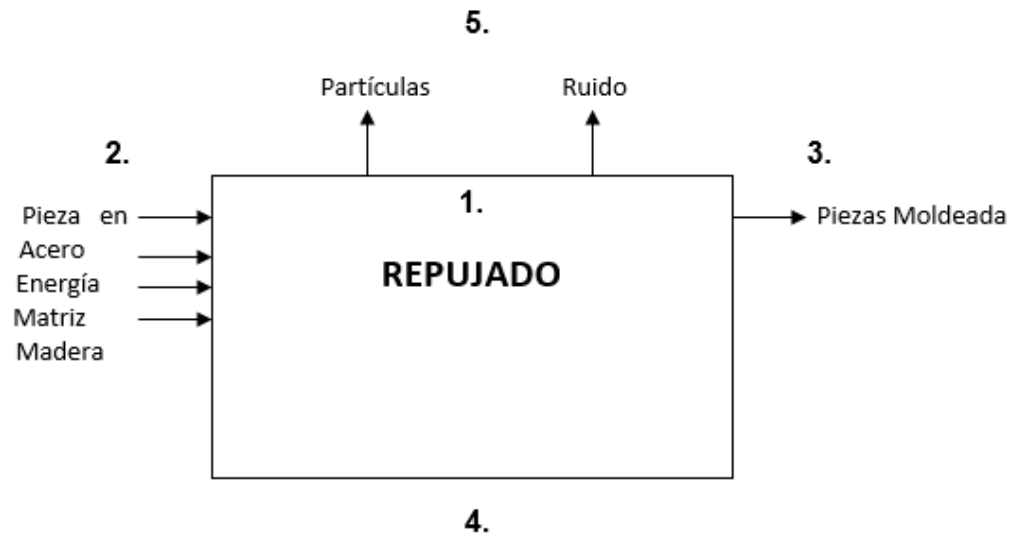 5.
Partículas Ruido
2. 3.
1.
Pieza en
Piezas Moldeada
Acero
REPUJADO
Energía
Matriz
Madera
4.